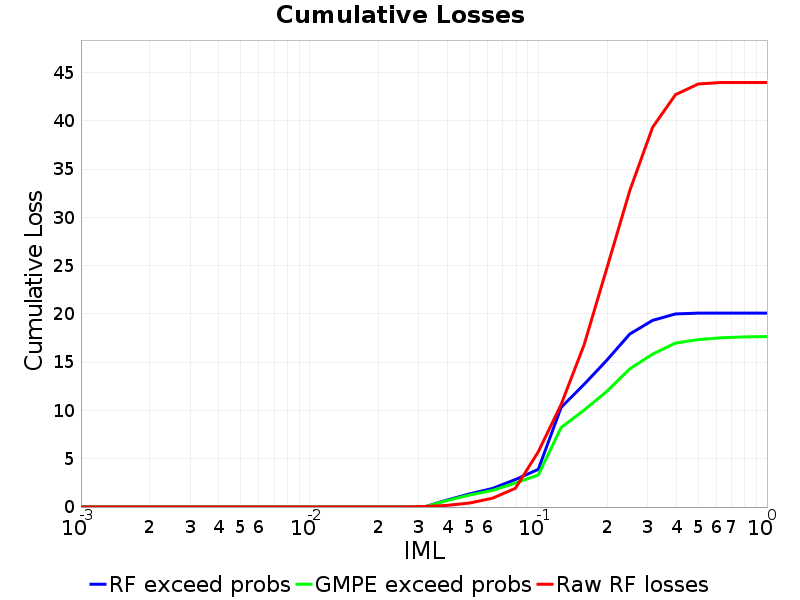 Cumulative Losses
Cumulative Loss
45
40
35
30
25
20
15
10
5
0
10^-3 2 3 4 5 6 10^-2 2 3 4 5 6 10^-1 2 3 4 5 6 7 10^0
IML
RF exceed probs GMPE exceed probs Raw RF losses